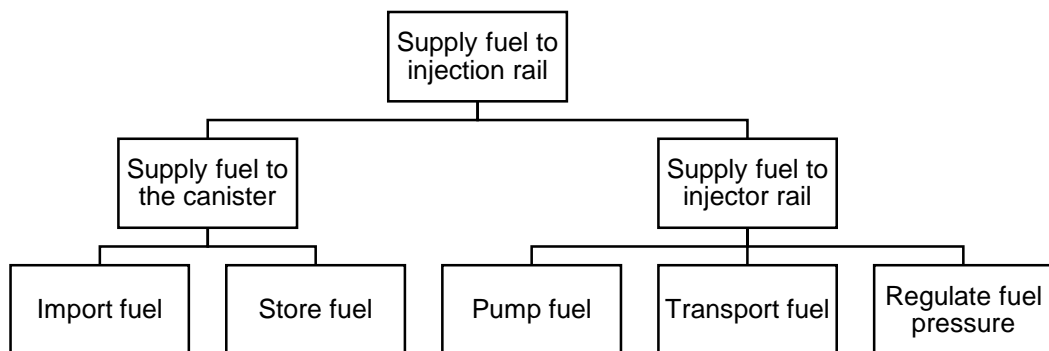 Supply fuel to
injection rail
Supply fuel to
the canister
Supply fuel to
injector rail
Import fuel
Store fuel
Pump fuel
Transport fuel
Regulate fuel
pressure